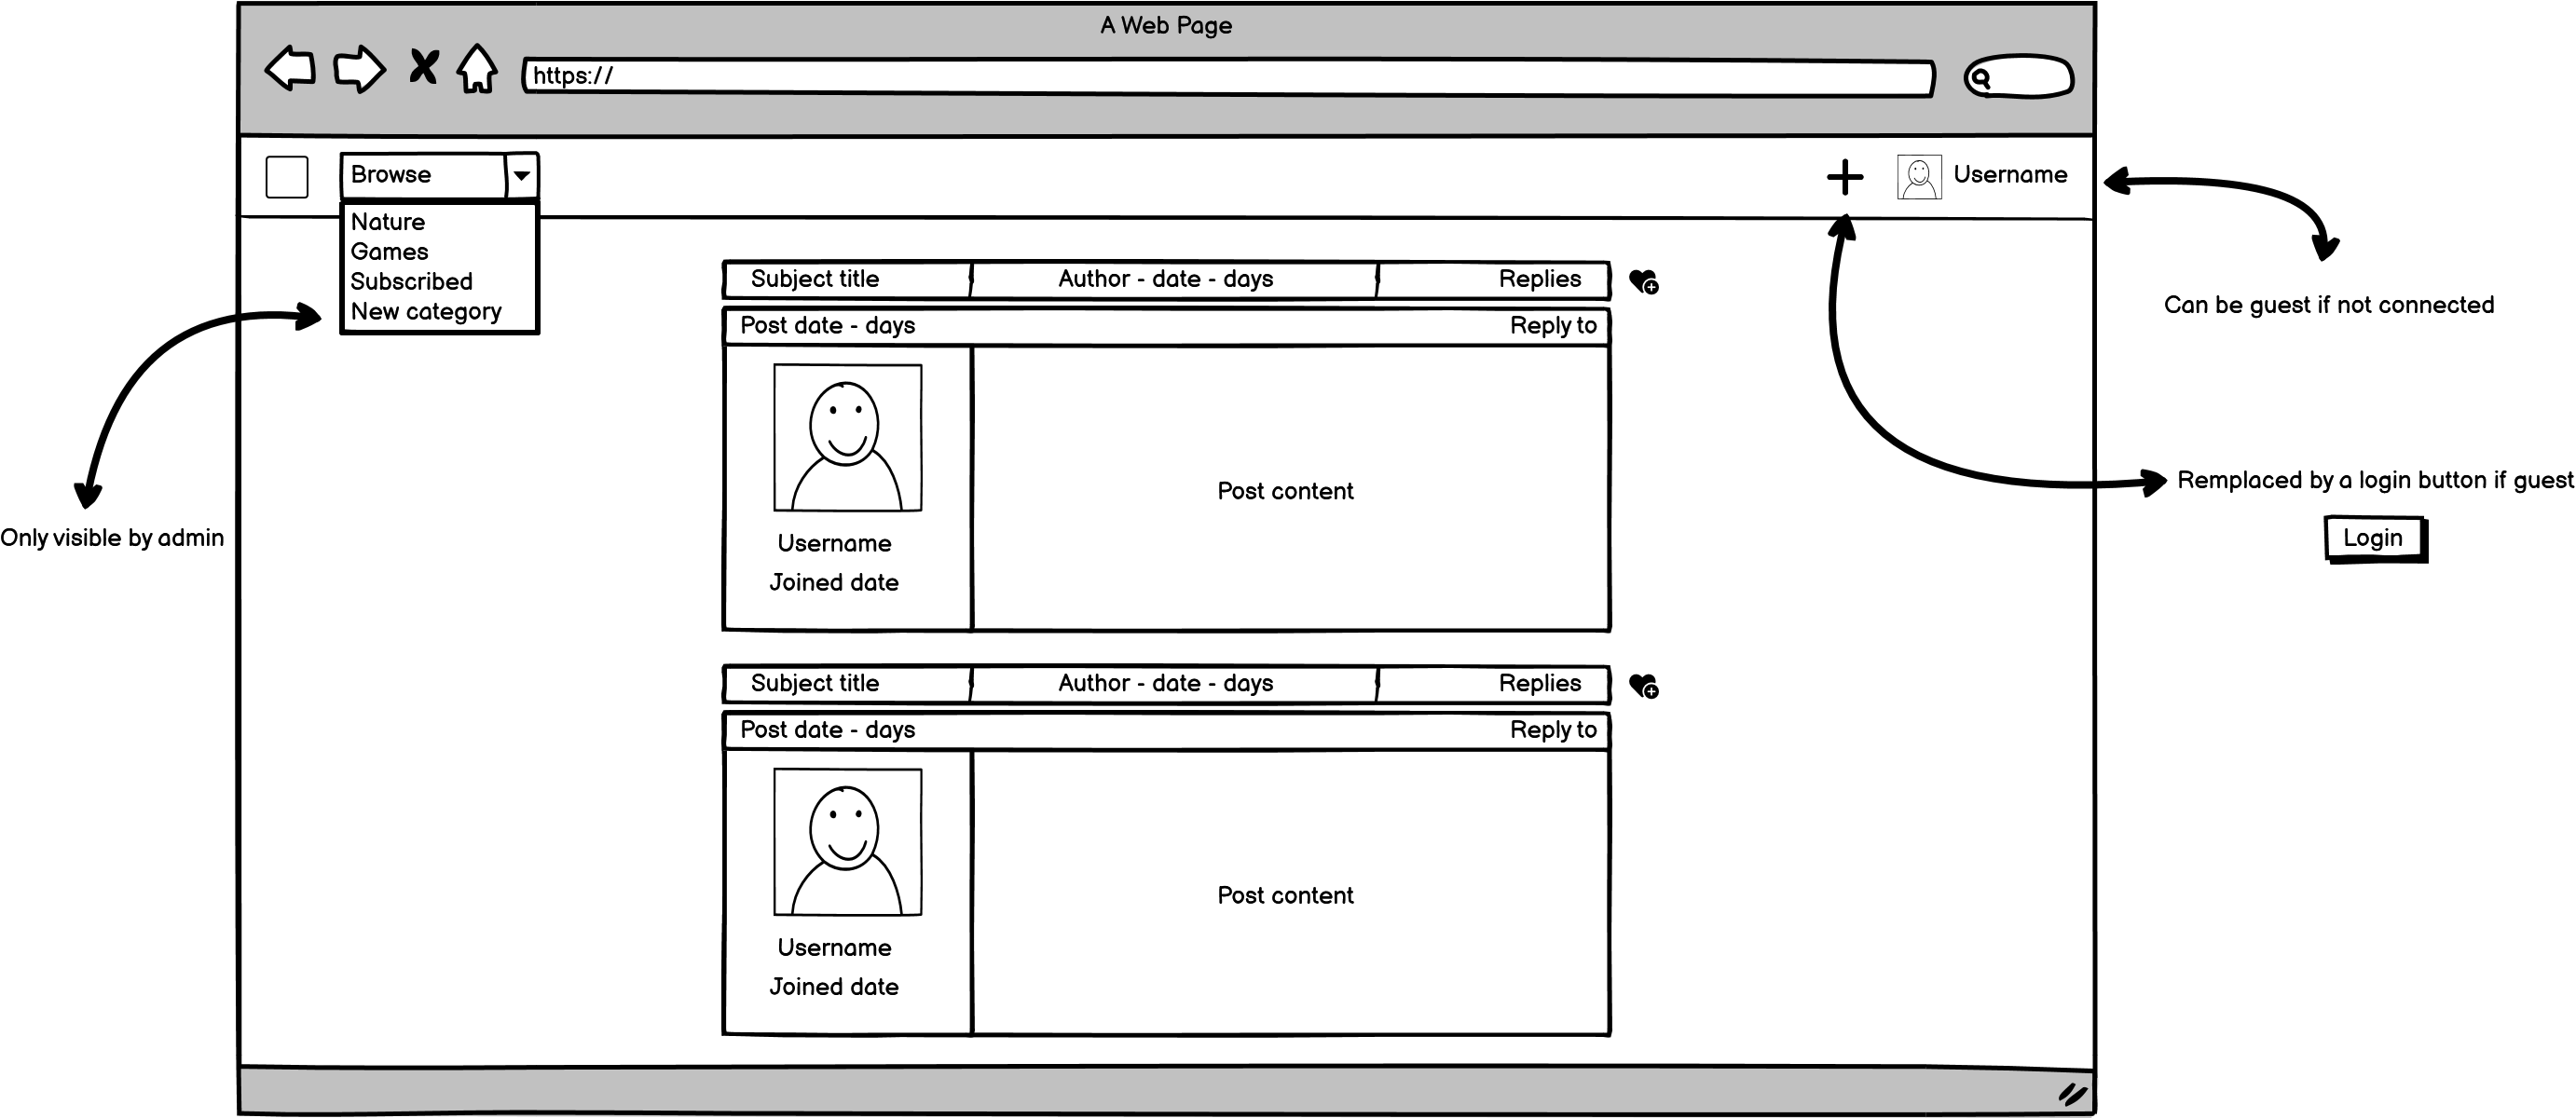 A Web Page
https://
Browse
Username
Nature
Games
Subscribed
New category
Subject title Author - date - days Replies
Post date - days Reply to
Can be guest if not connected
Post content
Username
Joined date
Remplaced by a login button if guest
Login
Only visible by admin
Subject title Author - date - days Replies
Post date - days Reply to
Post content
Username
Joined date